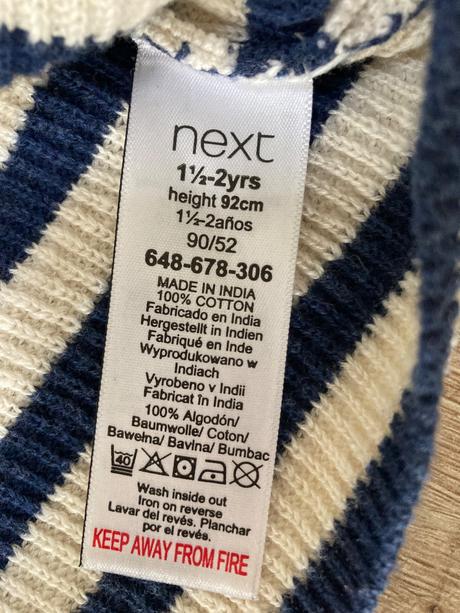 next
1½-2yrs
height 92cm
1½-2años
90/52
648-678-306
MADE IN INDIA
100% COTTON
Fabricado en India
Hergestellt in Indien
Fabriqué en Inde
Wyprodukowano w
Indiach
Vyrobeno v Indii
Fabricat în India
100% Algodón/
Baumwolle/ Coton/
Bawełna/ Bavlna/ Bumbac
40
Wash inside out
Iron on reverse
Lavar del revés. Planchar
por el revés.
KEEP AWAY FROM FIRE